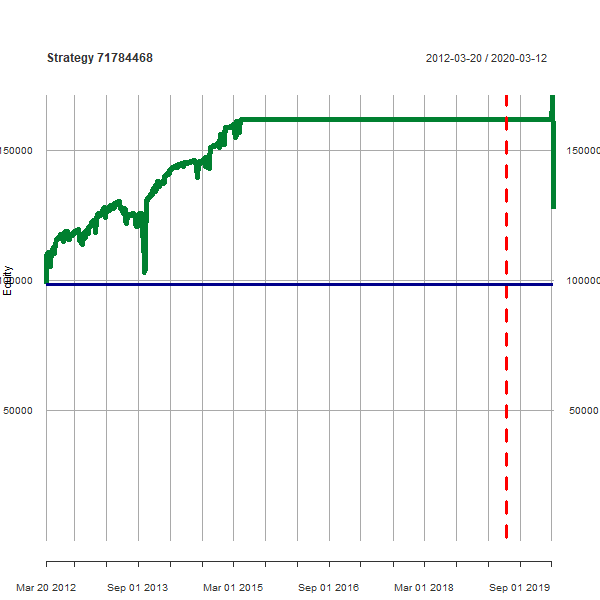 Strategy 71784468
2012-03-20 / 2020-03-12
150000
150000
100000
100000
Equity
50000
50000
Mar 20 2012
Sep 01 2013
Mar 01 2015
Sep 01 2016
Mar 01 2018
Sep 01 2019